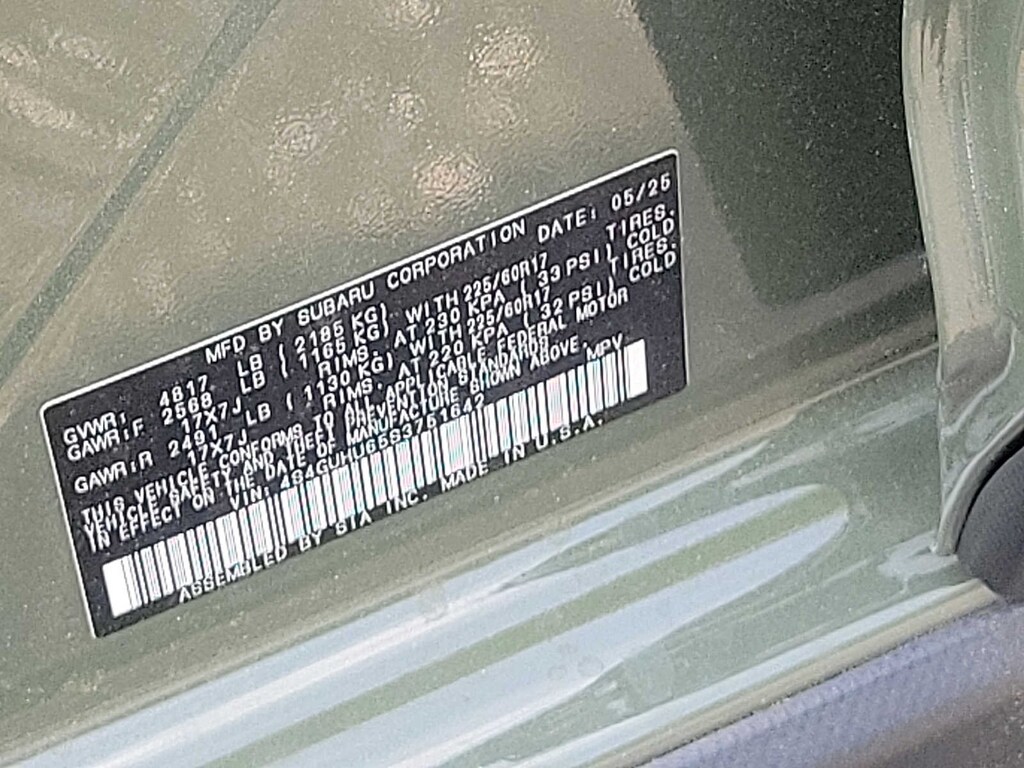 MFD BY SUBARU CORPORATION DATE: 05/25
GVWR: 4817 LB ( 2185 KG)
GAWR:F 2568 LB ( 1165 KG) WITH 225/60R17 TIRES,
17X7J RIMS, AT 230 KPA ( 33 PSI) COLD
GAWR:R 2491 LB ( 1130 KG) WITH 225/60R17 TIRES,
17X7J RIMS, AT 220 KPA ( 32 PSI) COLD
THIS VEHICLE CONFORMS TO ALL APPLICABLE FEDERAL MOTOR
VEHICLE SAFETY AND THEFT PREVENTION STANDARDS
IN EFFECT ON THE DATE OF MANUFACTURE SHOWN ABOVE.
VIN: 4S4GUHU65S3751642 MPV
ASSEMBLED BY SIA INC. MADE IN U.S.A.